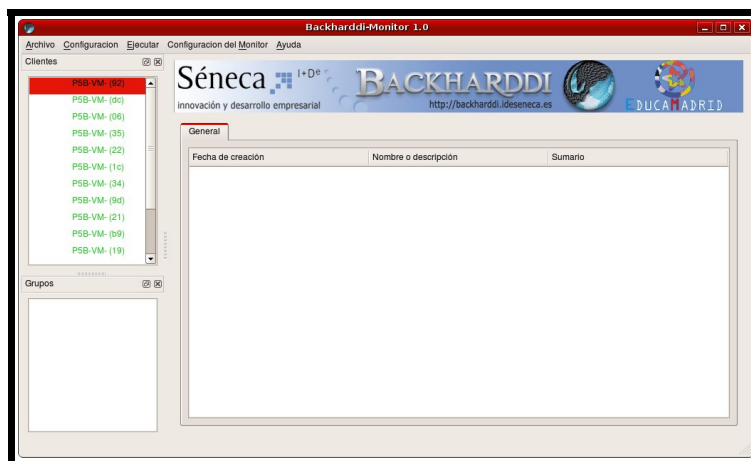 Backharddi-Monitor 1.0
Archivo Configuracion Ejecutar Configuracion del Monitor Ayuda
Clientes
P5B-VM- (92)
P5B-VM- (dc)
P5B-VM- (06)
P5B-VM- (35)
P5B-VM- (22)
P5B-VM- (1c)
P5B-VM- (34)
P5B-VM- (9d)
P5B-VM- (21)
P5B-VM- (b9)
P5B-VM- (19)
Grupos
Séneca I+De
innovación y desarrollo empresarial
BACKHARDDI
http://backharddi.ideseneca.es
EDUCAMADRID
General
Fecha de creación Nombre o descripción Sumario